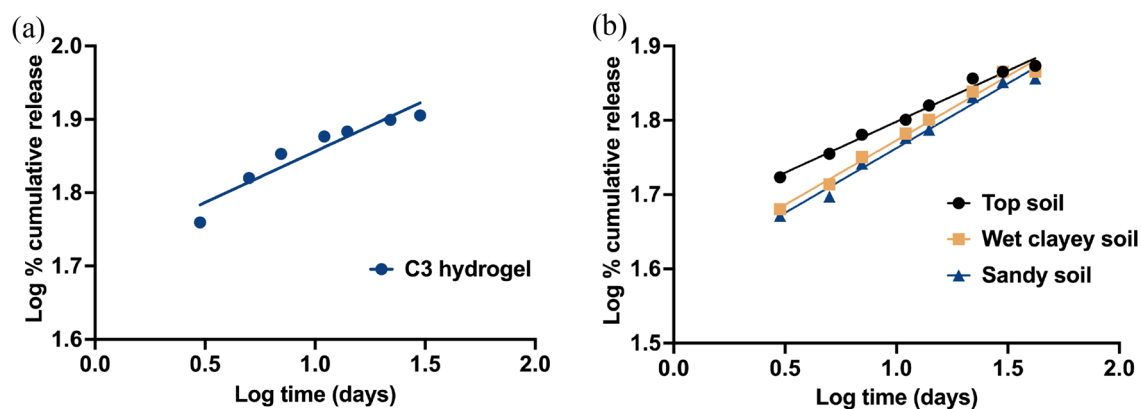 (a)
Log % cumulative release
2.0
1.9
1.8
1.7
1.6
0.0
0.5
1.0
1.5
2.0
Log time (days)
C3 hydrogel
(b)
Log % cumulative release
1.9
1.8
1.7
1.6
1.5
0.0
0.5
1.0
1.5
2.0
Log time (days)
Top soil
Wet clayey soil
Sandy soil